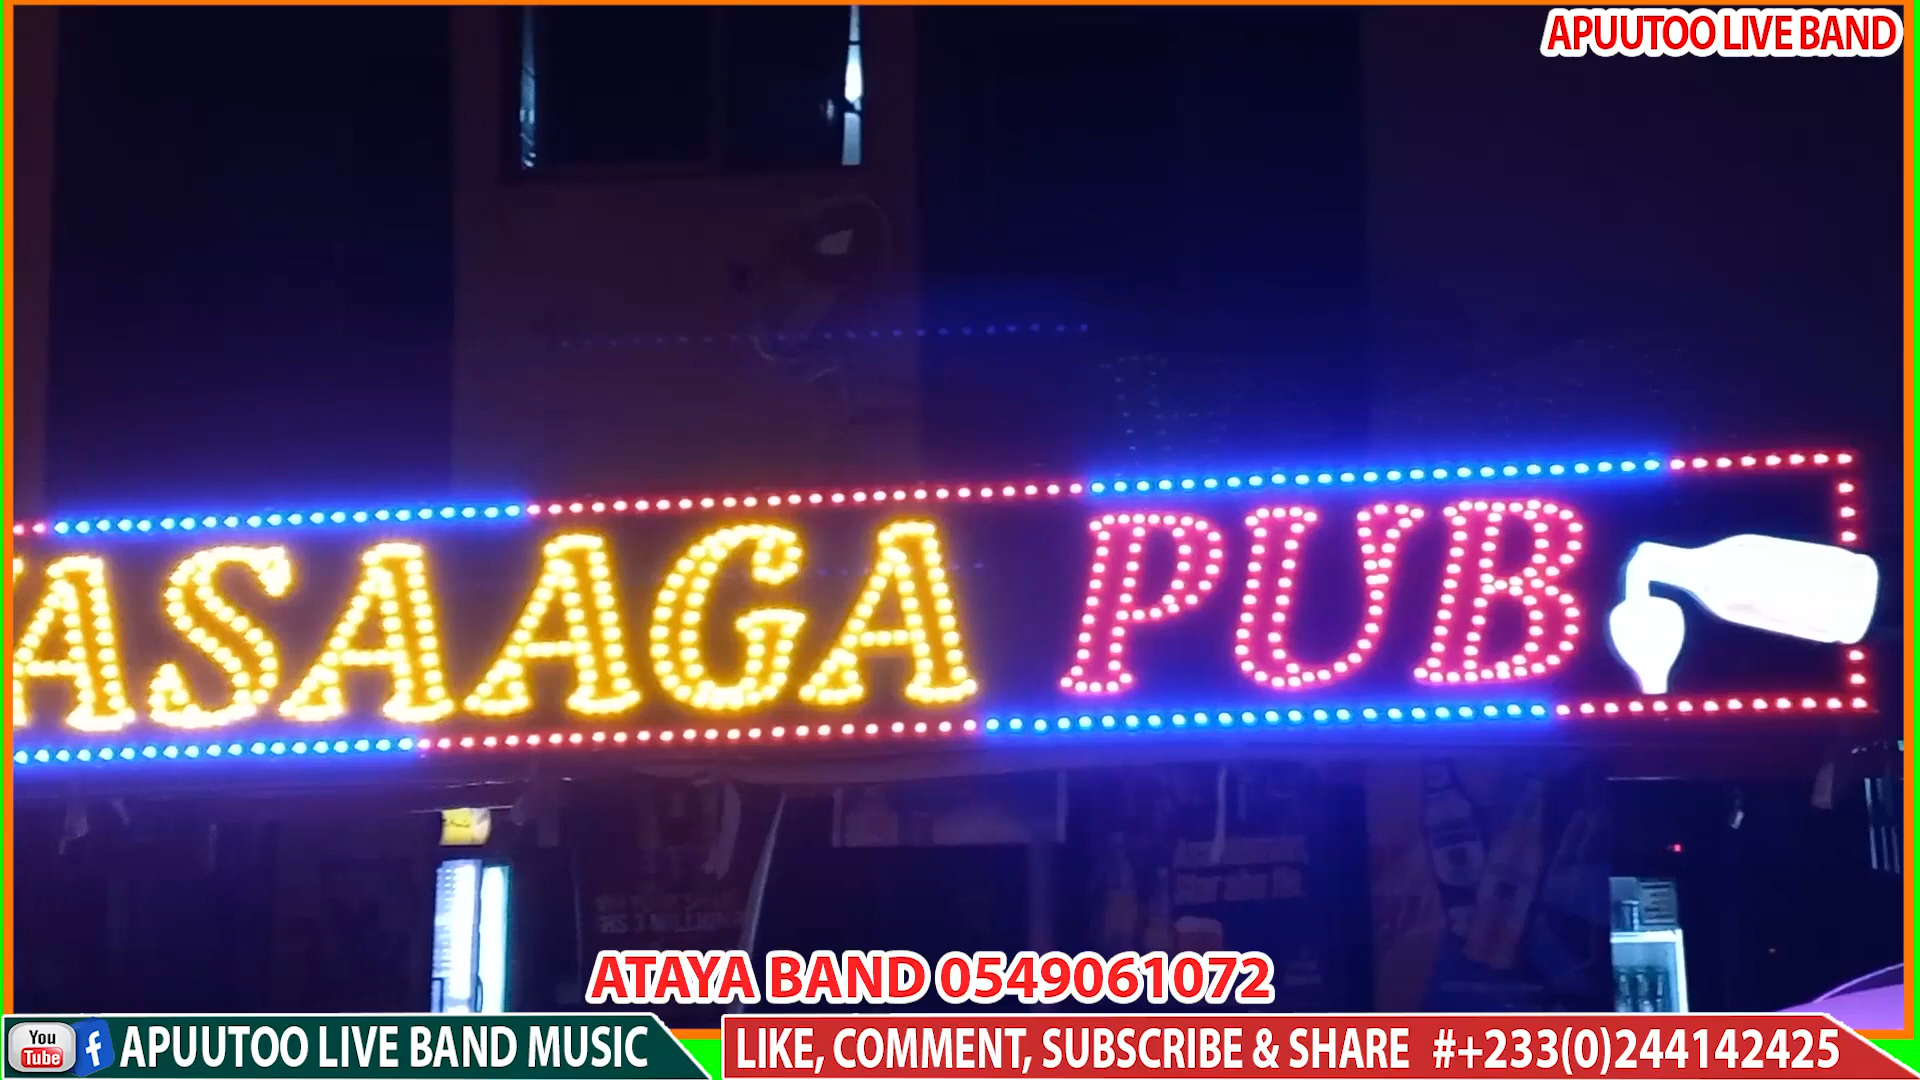 APUUTOO LIVE BAND
ASAAGA PUB
ATAYA BAND 0549061072
You Tube f APUUTOO LIVE BAND MUSIC
LIKE, COMMENT, SUBSCRIBE & SHARE #+233(0)244142425